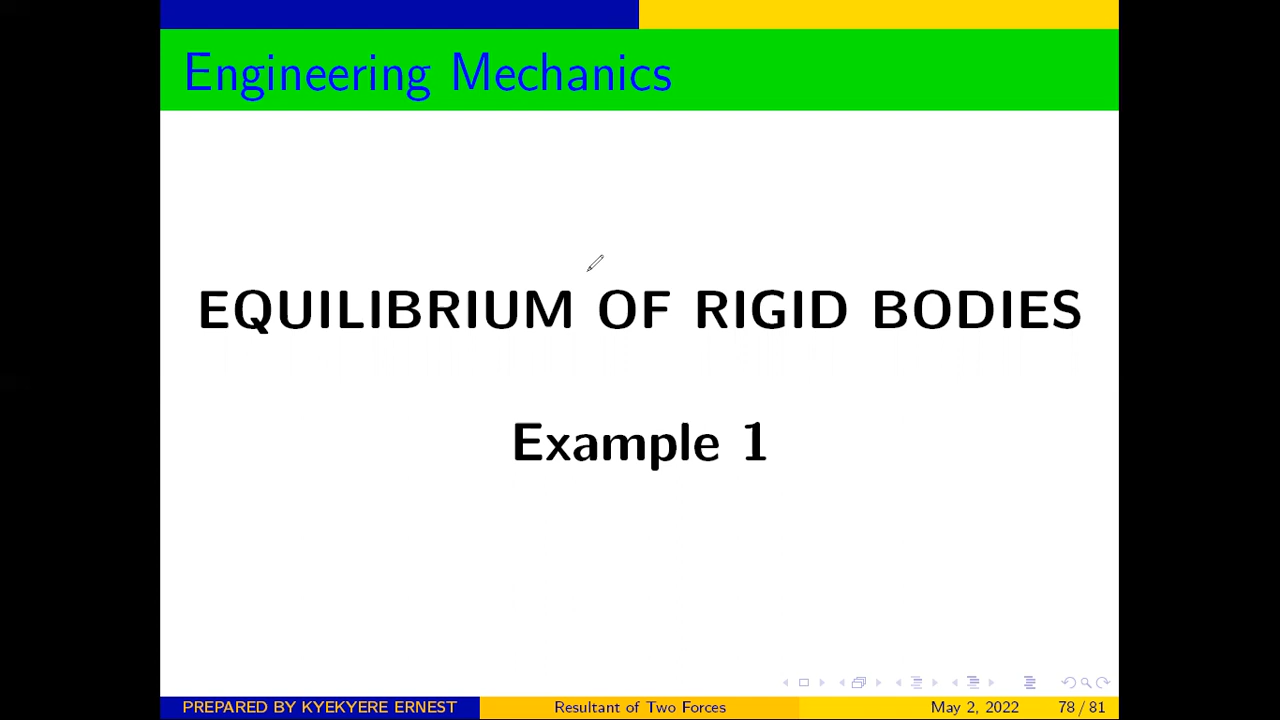 Engineering Mechanics
EQUILIBRIUM OF RIGID BODIES
Example 1
PREPARED BY KYEKYERE ERNEST
Resultant of Two Forces
May 2, 2022
78 / 81